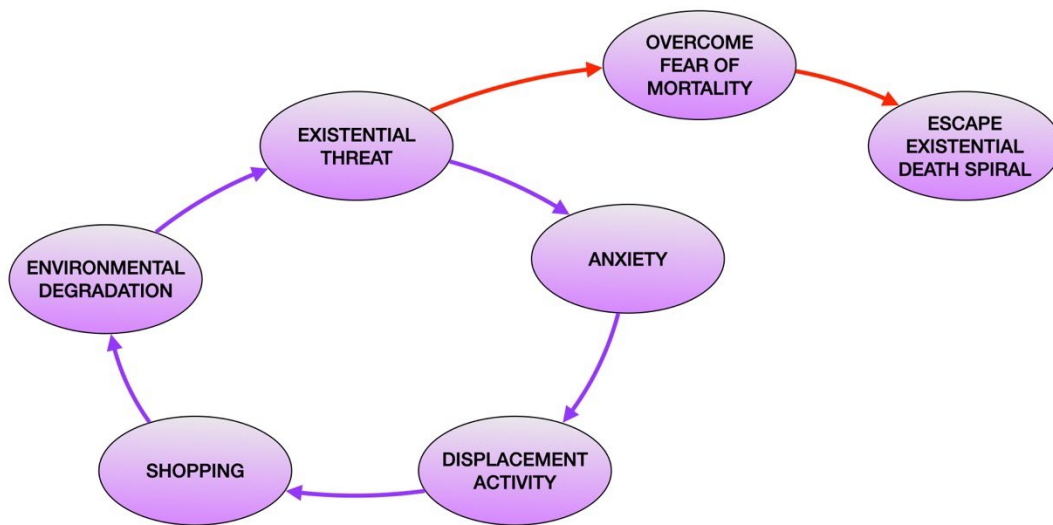 OVERCOME
FEAR OF
MORTALITY
EXISTENTIAL
THREAT
ESCAPE
EXISTENTIAL
DEATH SPIRAL
ANXIETY
ENVIRONMENTAL
DEGRADATION
SHOPPING
DISPLACEMENT
ACTIVITY